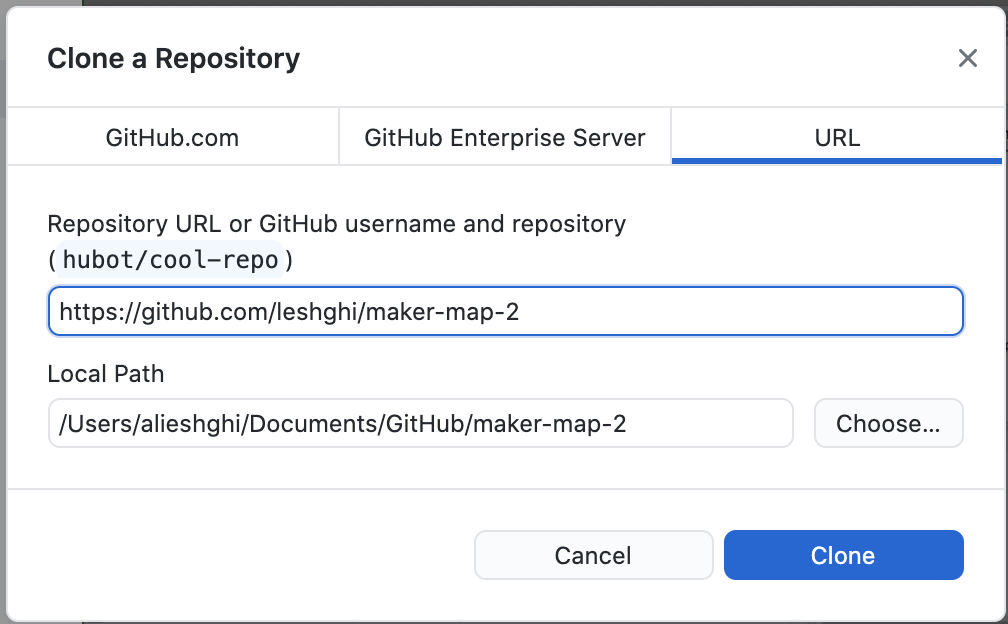 Clone a Repository
GitHub.com
GitHub Enterprise Server
URL
Repository URL or GitHub username and repository
(hubot/cool-repo)
https://github.com/leshghi/maker-map-2
Local Path
/Users/alieshghi/Documents/GitHub/maker-map-2
Choose...
Cancel
Clone